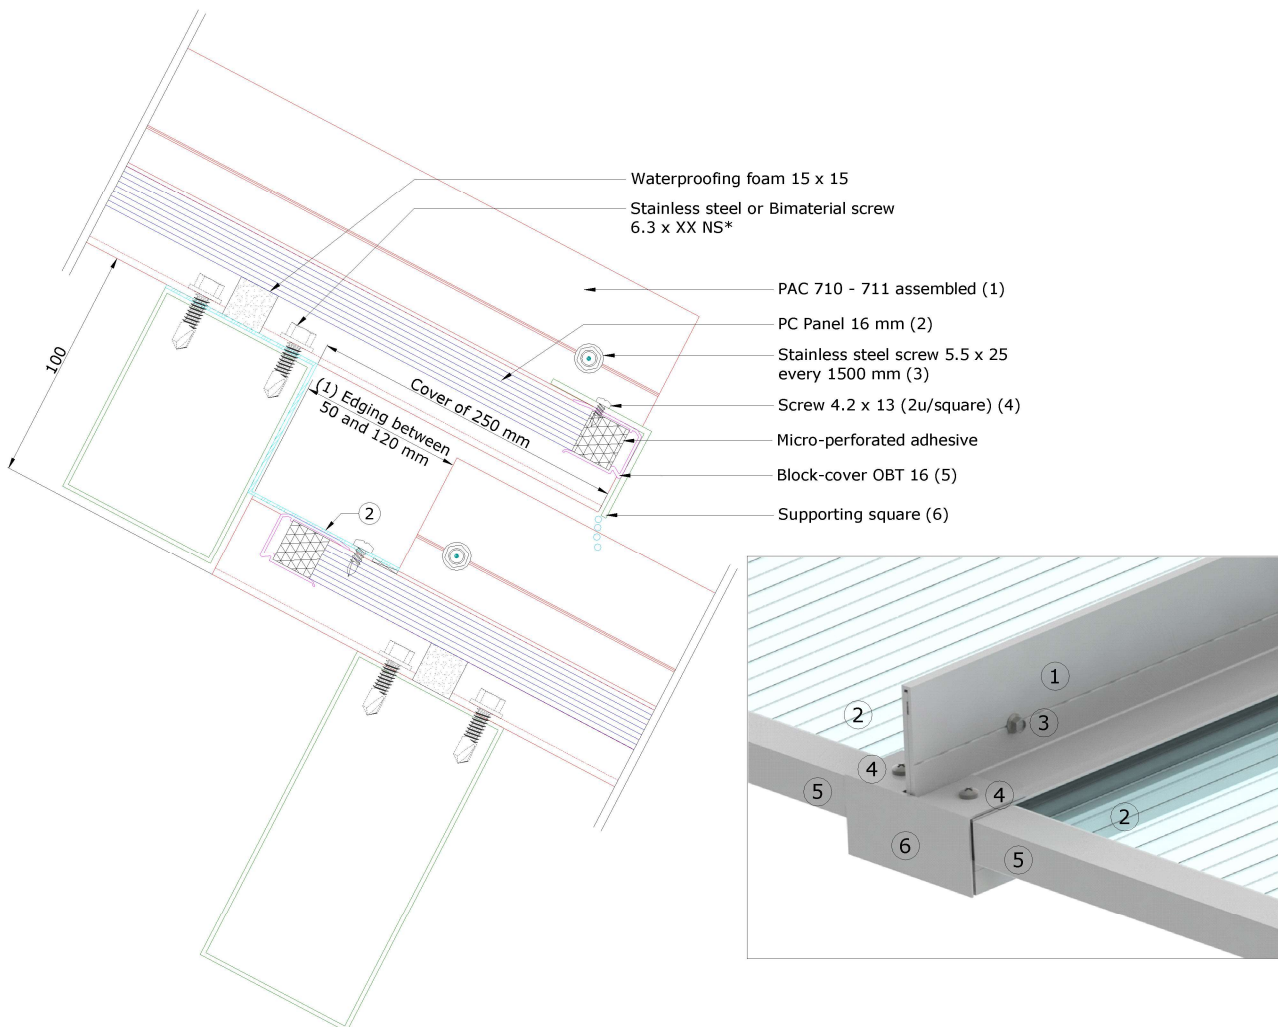 Waterproofing foam 15 x 15
Stainless steel or Bimaterial screw
6.3 x XX NS*
PAC 710 - 711 assembled (1)
PC Panel 16 mm (2)
Stainless steel screw 5.5 x 25
every 1500 mm (3)
Screw 4.2 x 13 (2u/square) (4)
Micro-perforated adhesive
Block-cover OBT 16 (5)
Supporting square (6)
100
Cover of 250 mm
(1) Edging between
50 and 120 mm
2
1
2
3
4
4
5
2
6
5